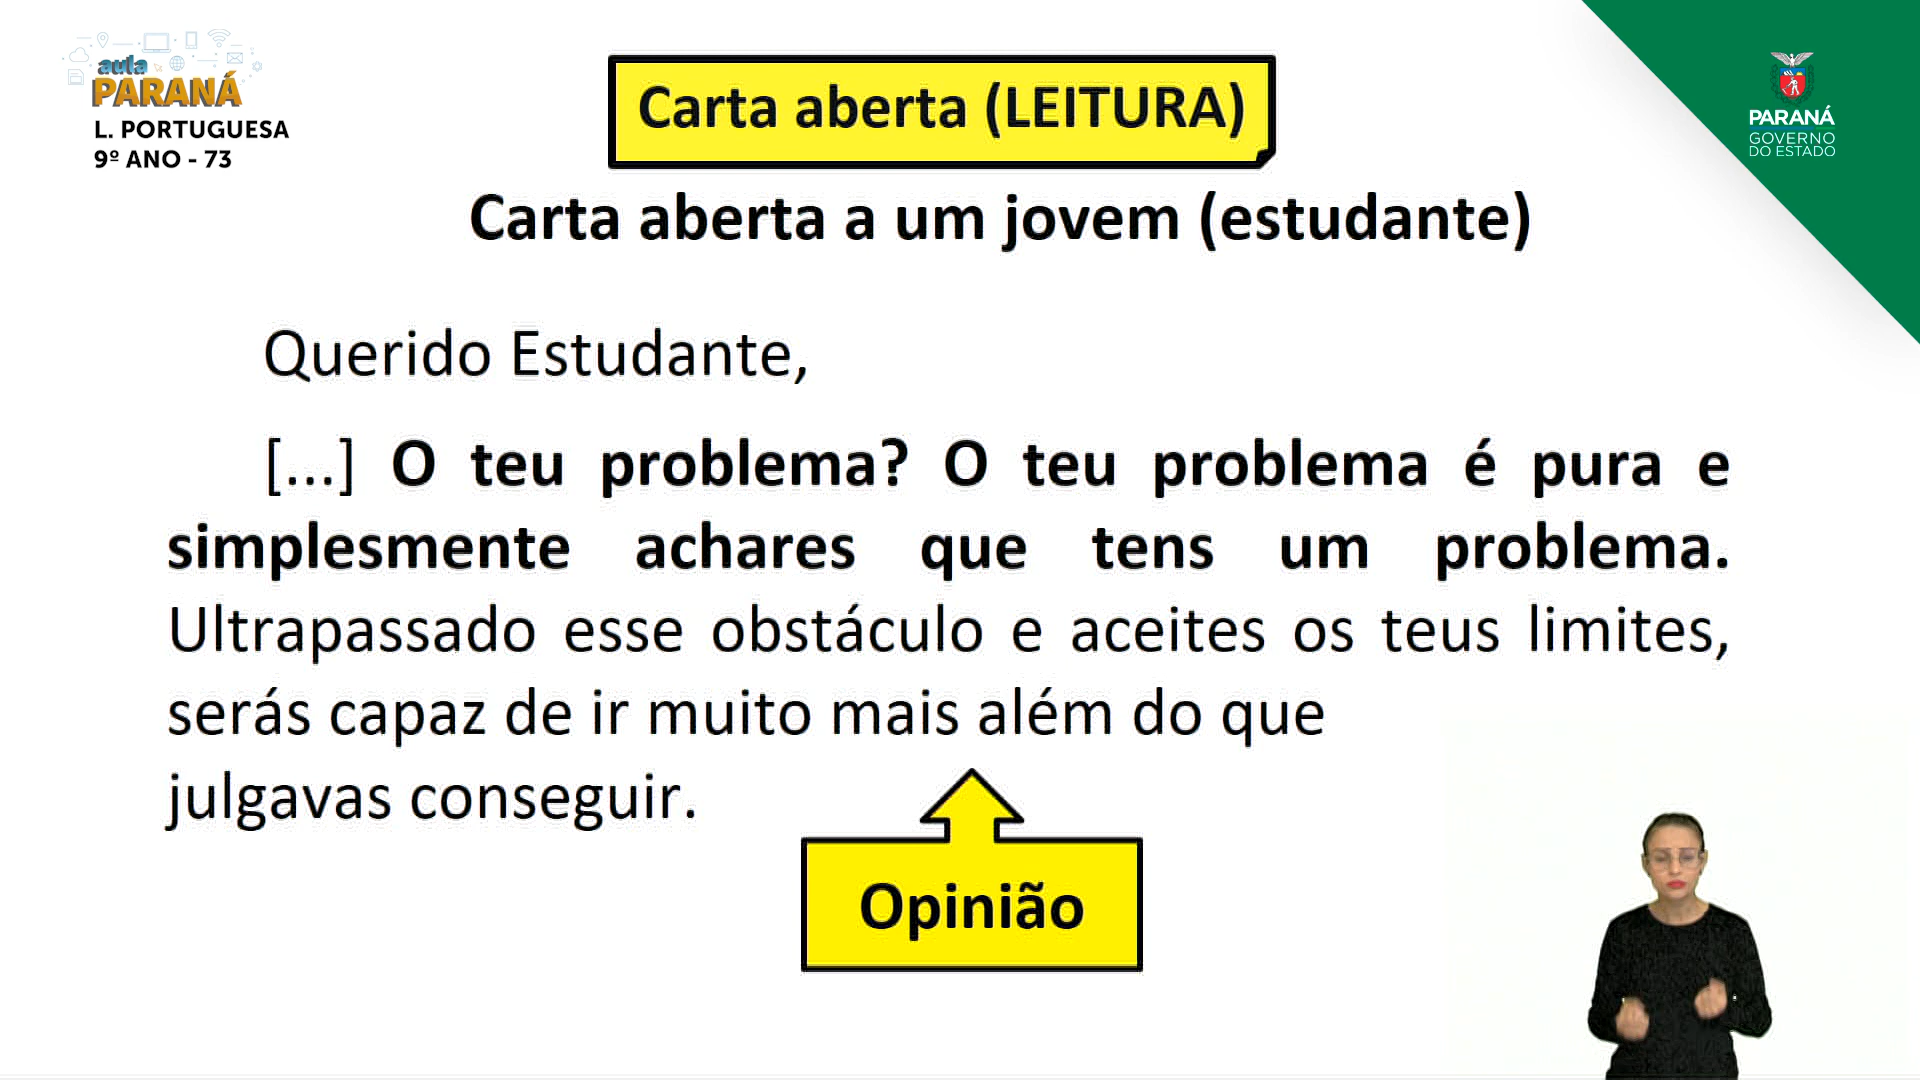 aula
PARANÁ
L. PORTUGUESA
9º ANO - 73
Carta aberta (LEITURA)
PARANÁ
GOVERNO
DO ESTADO
Carta aberta a um jovem (estudante)
Querido Estudante,
[...] O teu problema? O teu problema é pura e
simplesmente achares que tens um problema.
Ultrapassado esse obstáculo e aceites os teus limites,
serás capaz de ir muito mais além do que
julgavas conseguir.
Opinião